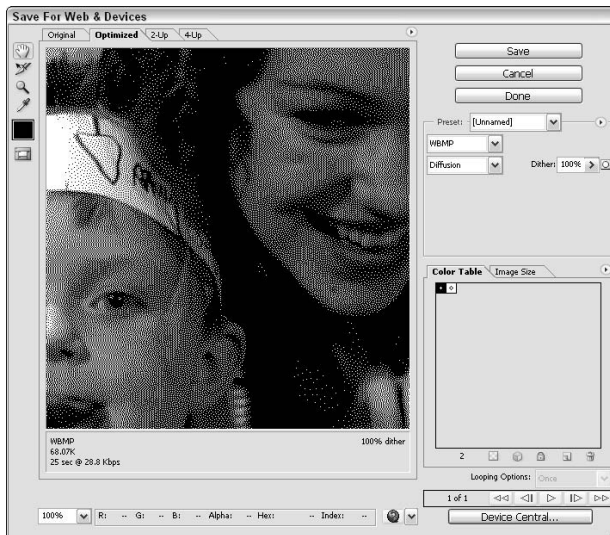 Save For Web & Devices
Original Optimized 2-Up 4-Up
Save
Cancel
Done
Preset: [Unnamed]
WBMP
Diffusion Dither: 100%
Color Table Image Size
WBMP 100% dither
68.07K
25 sec @ 28.8 Kbps
2
Looping Options: Once
1 of 1
100% R: -- G: -- B: -- Alpha: -- Hex: -- Index: --
Device Central...